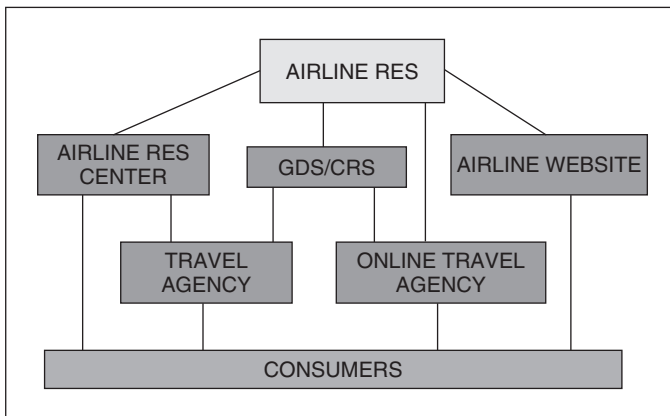 AIRLINE RES
AIRLINE RES
CENTER
GDS/CRS
AIRLINE WEBSITE
TRAVEL
AGENCY
ONLINE TRAVEL
AGENCY
CONSUMERS